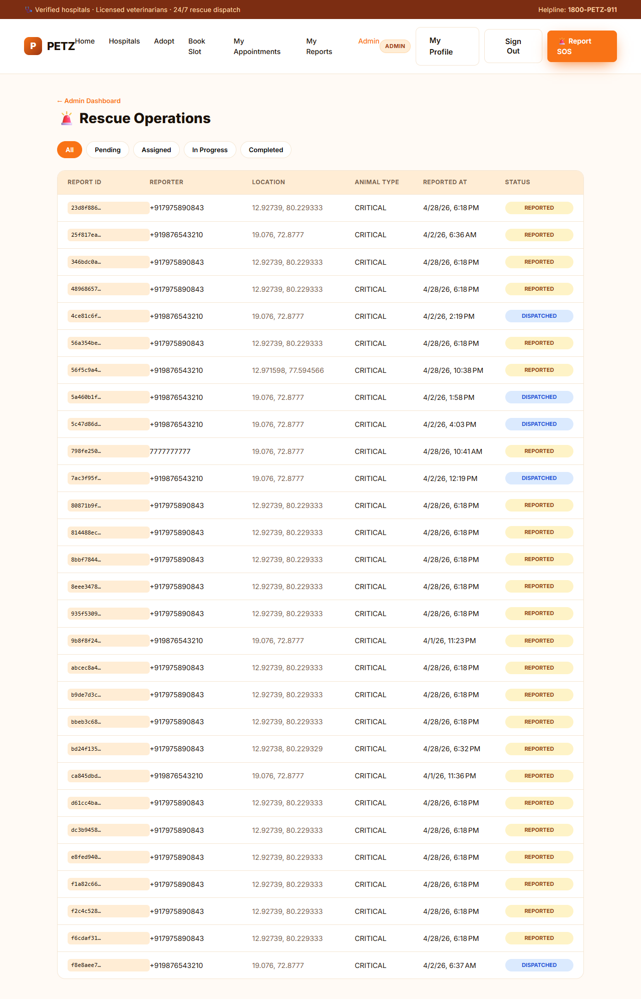 Verified hospitals · Licensed veterinarians · 24/7 rescue dispatch
Helpline: 1800-PETZ-911
P PETZ
Home
Hospitals
Adopt
Book
Slot
My
Appointments
My
Reports
Admin
ADMIN
My
Profile
Sign
Out
Report
SOS
← Admin Dashboard
Rescue Operations
All
Pending
Assigned
In Progress
Completed
REPORT ID REPORTER LOCATION ANIMAL TYPE REPORTED AT STATUS
23d8f886… +917975890843 12.92739, 80.229333 CRITICAL 4/28/26, 6:18 PM REPORTED
25f817ea… +919876543210 19.076, 72.8777 CRITICAL 4/2/26, 6:36 AM REPORTED
346bdc0a… +917975890843 12.92739, 80.229333 CRITICAL 4/28/26, 6:18 PM REPORTED
48968657… +917975890843 12.92739, 80.229333 CRITICAL 4/28/26, 6:18 PM REPORTED
4ce81c6f… +919876543210 19.076, 72.8777 CRITICAL 4/2/26, 2:19 PM DISPATCHED
56a354be… +917975890843 12.92739, 80.229333 CRITICAL 4/28/26, 6:18 PM REPORTED
56f5c9a4… +919876543210 12.971598, 77.594566 CRITICAL 4/28/26, 10:38 PM REPORTED
5a460b1f… +919876543210 19.076, 72.8777 CRITICAL 4/2/26, 1:58 PM DISPATCHED
5c47d86d… +919876543210 19.076, 72.8777 CRITICAL 4/2/26, 4:03 PM DISPATCHED
798fe250… 7777777777 19.076, 72.8777 CRITICAL 4/28/26, 10:41 AM REPORTED
7ac3f95f… +919876543210 19.076, 72.8777 CRITICAL 4/2/26, 12:19 PM DISPATCHED
80871b9f… +917975890843 12.92739, 80.229333 CRITICAL 4/28/26, 6:18 PM REPORTED
814488ec… +917975890843 12.92739, 80.229333 CRITICAL 4/28/26, 6:18 PM REPORTED
8bbf7844… +917975890843 12.92739, 80.229333 CRITICAL 4/28/26, 6:18 PM REPORTED
8eee3478… +917975890843 12.92739, 80.229333 CRITICAL 4/28/26, 6:18 PM REPORTED
935f5309… +917975890843 12.92739, 80.229333 CRITICAL 4/28/26, 6:18 PM REPORTED
9b8f8f24… +919876543210 19.076, 72.8777 CRITICAL 4/1/26, 11:23 PM REPORTED
abcec8a4… +917975890843 12.92739, 80.229333 CRITICAL 4/28/26, 6:18 PM REPORTED
b9de7d3c… +917975890843 12.92739, 80.229333 CRITICAL 4/28/26, 6:18 PM REPORTED
bbeb3c68… +917975890843 12.92739, 80.229333 CRITICAL 4/28/26, 6:18 PM REPORTED
bd24f135… +917975890843 12.92738, 80.229329 CRITICAL 4/28/26, 6:32 PM REPORTED
ca845dbd… +919876543210 19.076, 72.8777 CRITICAL 4/1/26, 11:36 PM REPORTED
d61cc4ba… +917975890843 12.92739, 80.229333 CRITICAL 4/28/26, 6:18 PM REPORTED
dc3b9458… +917975890843 12.92739, 80.229333 CRITICAL 4/28/26, 6:18 PM REPORTED
e8fed940… +917975890843 12.92739, 80.229333 CRITICAL 4/28/26, 6:18 PM REPORTED
f1a82c66… +917975890843 12.92739, 80.229333 CRITICAL 4/28/26, 6:18 PM REPORTED
f2c4c528… +917975890843 12.92739, 80.229333 CRITICAL 4/28/26, 6:18 PM REPORTED
f6cdaf31… +917975890843 12.92739, 80.229333 CRITICAL 4/28/26, 6:18 PM REPORTED
f8e8aee7… +919876543210 19.076, 72.8777 CRITICAL 4/2/26, 6:37 AM DISPATCHED